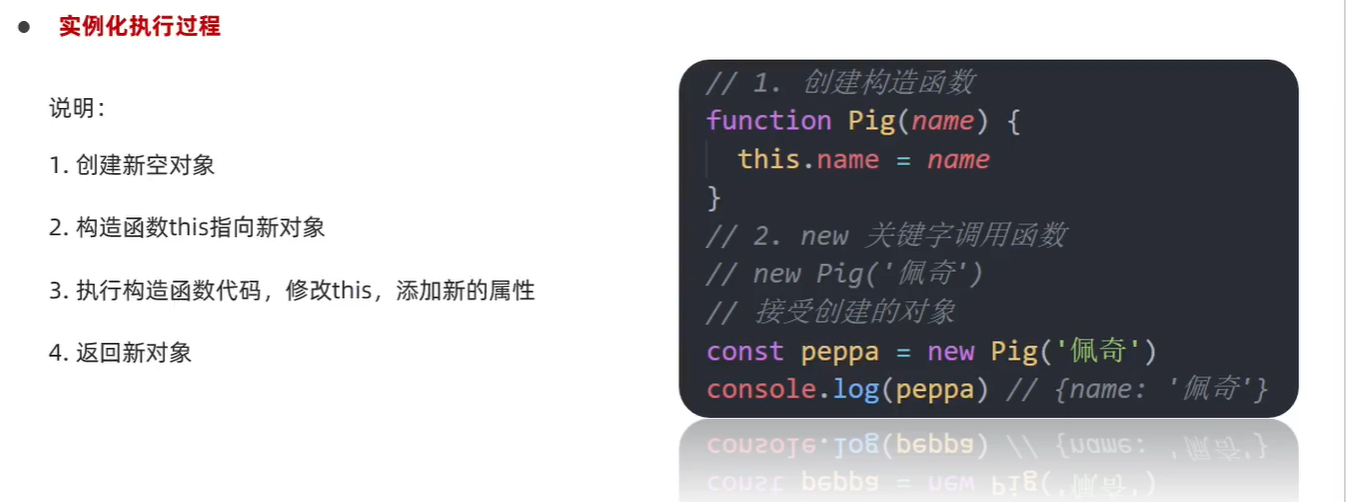 实例化执行过程
说明：
1. 创建新空对象
2. 构造函数this指向新对象
3. 执行构造函数代码，修改this，添加新的属性
4. 返回新对象
// 1. 创建构造函数
function Pig(name) {
  this.name = name
}
// 2. new 关键字调用函数
// new Pig('佩奇')
// 接受创建的对象
const peppa = new Pig('佩奇')
console.log(peppa) // {name: '佩奇'}